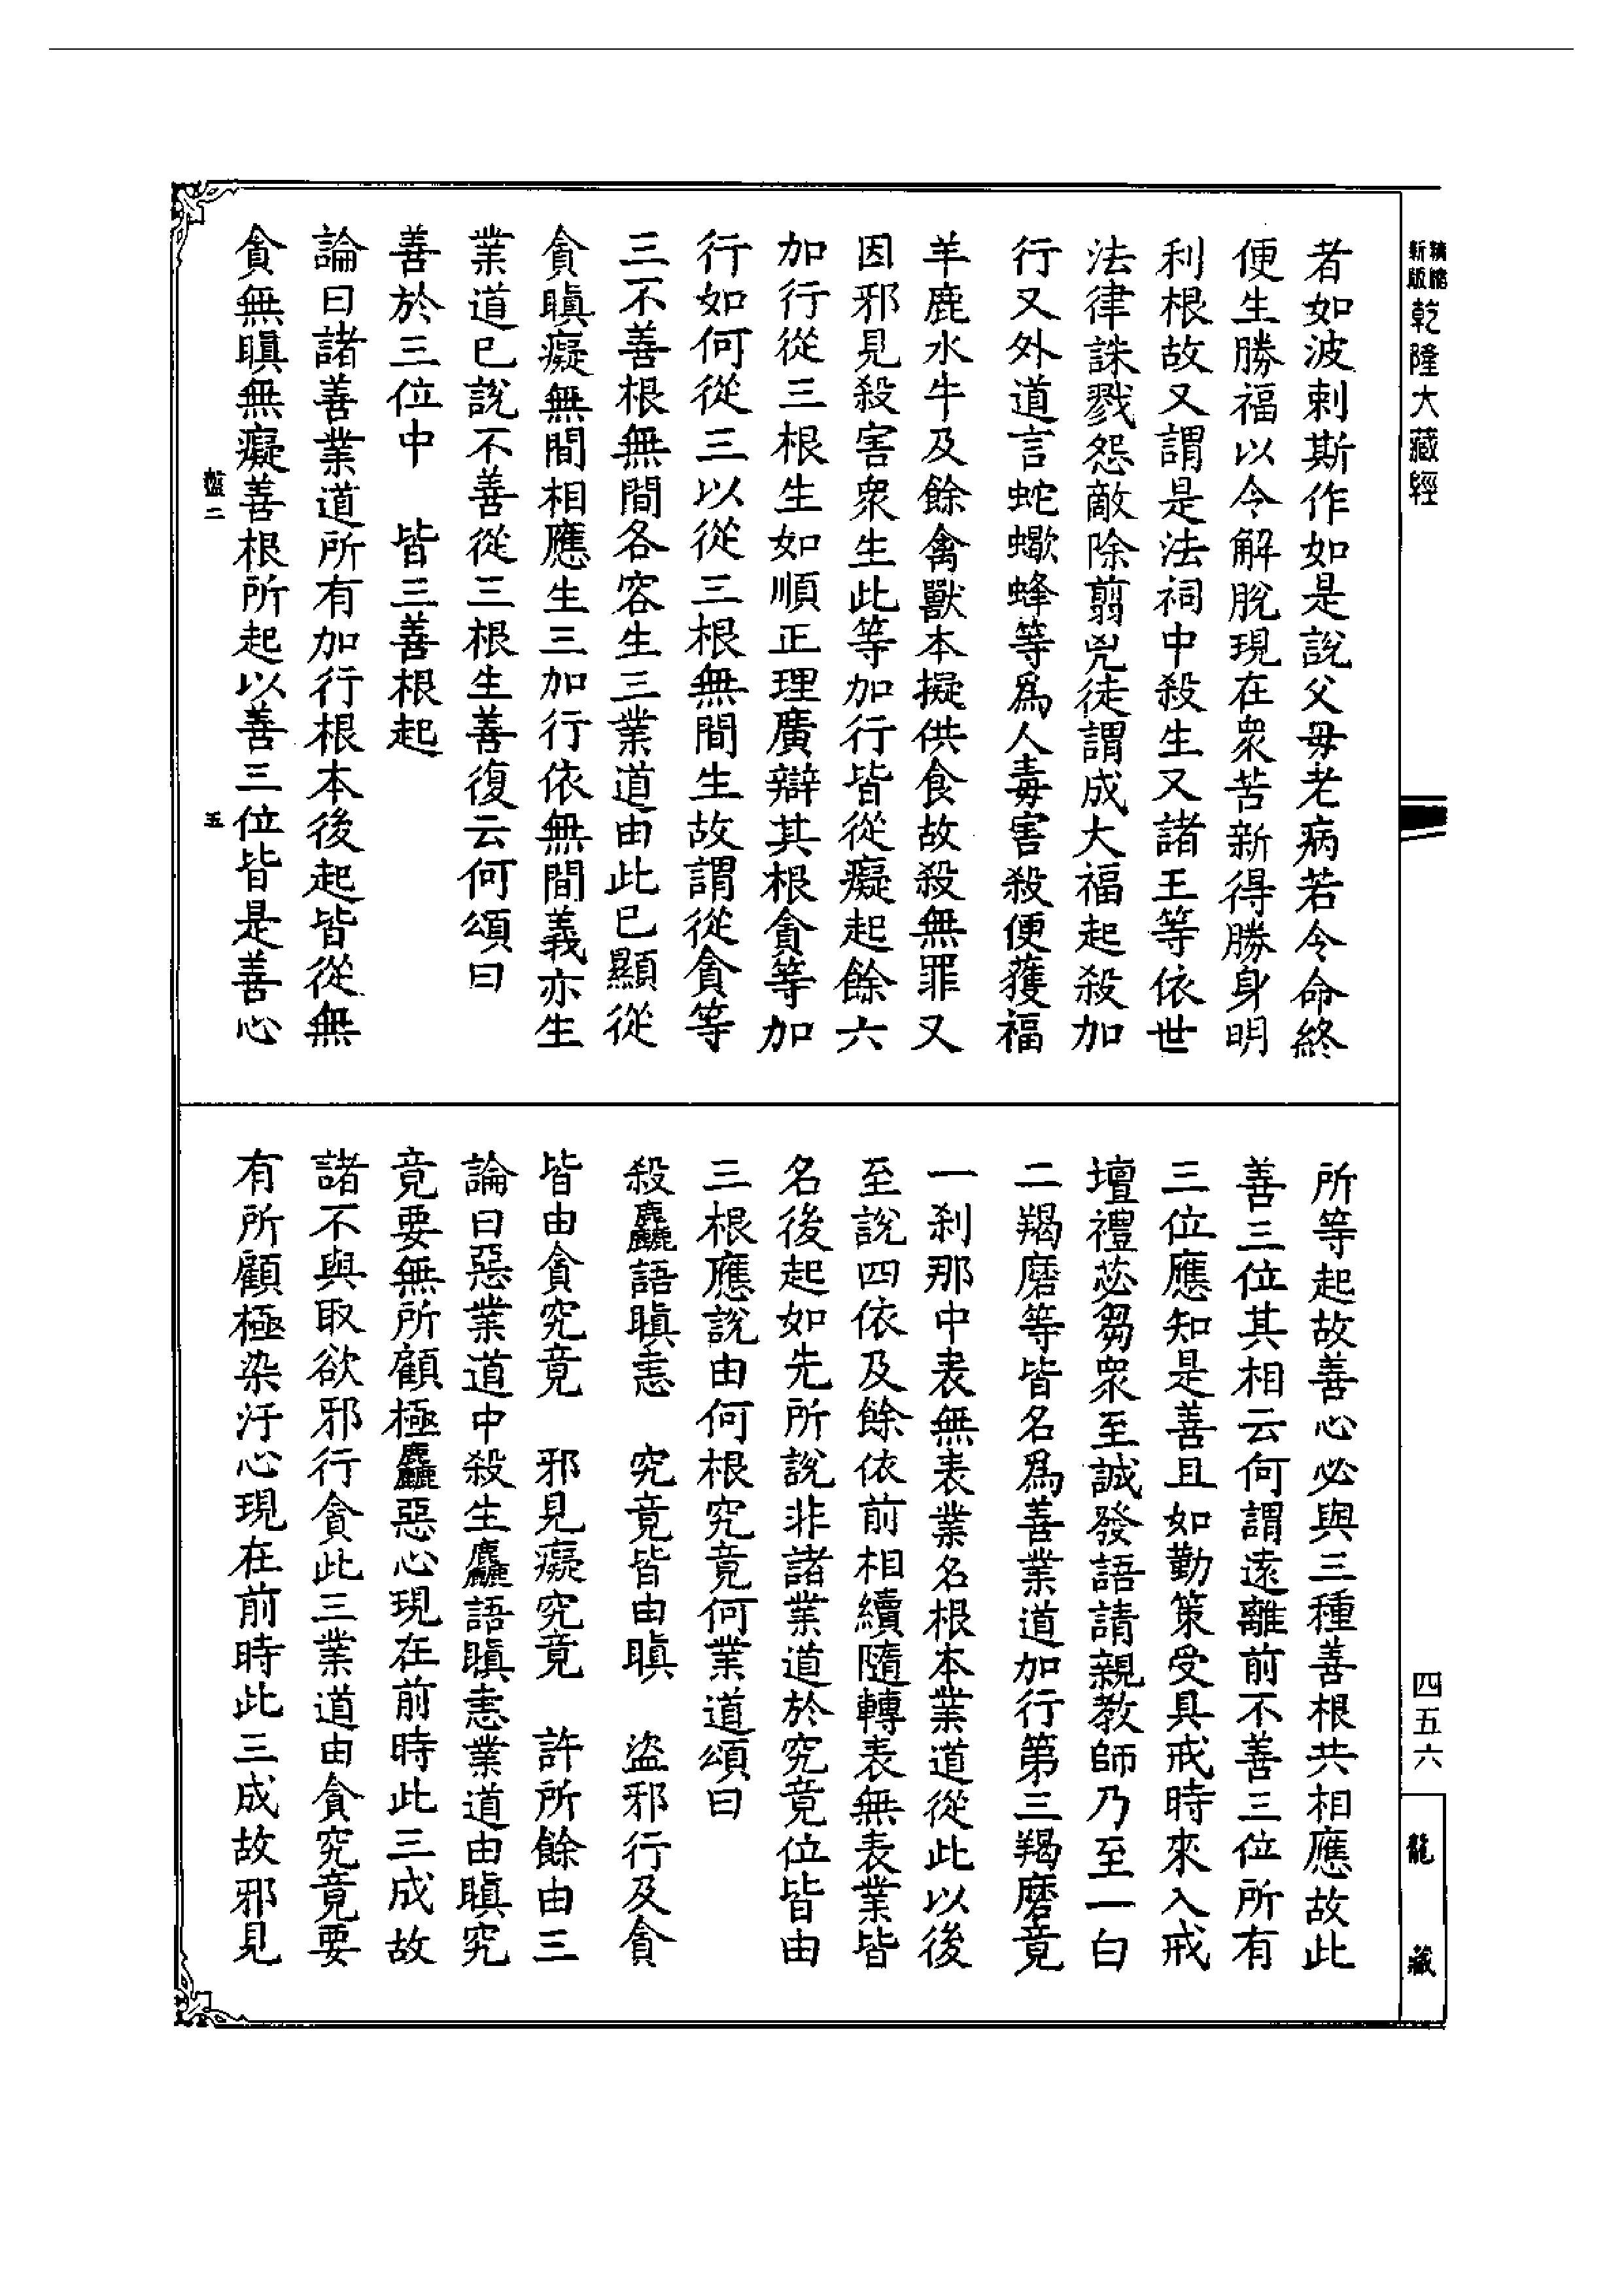 精縮
新版
乾隆大藏經
者如波剌斯作如是說父母老病若令命終
便生勝福以令解脫現在衆苦新得勝身明
利根故又謂是法祠中殺生又諸王等依世
法律誅戮怨敵除翦兇徒謂成大福起殺加
行又外道言蛇蠍蜂等爲人毒害殺便獲福
羊鹿水牛及餘禽獸本擬供食故殺無罪又
因邪見殺害衆生此等加行皆從癡起餘六
加行從三根生如順正理廣辯其根貪等加
行如何從三以從三根無間生故謂從貪等
三不善根無間各容生三業道由此已顯從
貪瞋癡無間相應生三加行依無間義亦生
業道已說不善從三根生善復云何頌曰
善於三位中　皆三善根起
論曰諸善業道所有加行根本後起皆從無
貪無瞋無癡善根所起以善三位皆是善心
盤二
五
所等起故善心必與三種善根共相應故此
善三位其相云何謂遠離前不善三位所有
三位應知是善且如勤策受具戒時來入戒
壇禮苾芻衆至誠發語請親教師乃至一白
二羯磨等皆名爲善業道加行第三羯磨竟
一剎那中表無表業名根本業道從此以後
至說四依及餘依前相續隨轉表無表業皆
名後起如先所說非諸業道於究竟位皆由
三根應說由何根究竟何業道頌曰
殺麤語瞋恚　究竟皆由瞋　盜邪行及貪
皆由貪究竟　邪見癡究竟　許所餘由三
論曰惡業道中殺生麤語瞋恚業道由瞋究
竟要無所顧極麤惡心現在前時此三成故
諸不與取欲邪行貪此三業道由貪究竟要
有所顧極染汙心現在前時此三成故邪見
四五六
龍藏